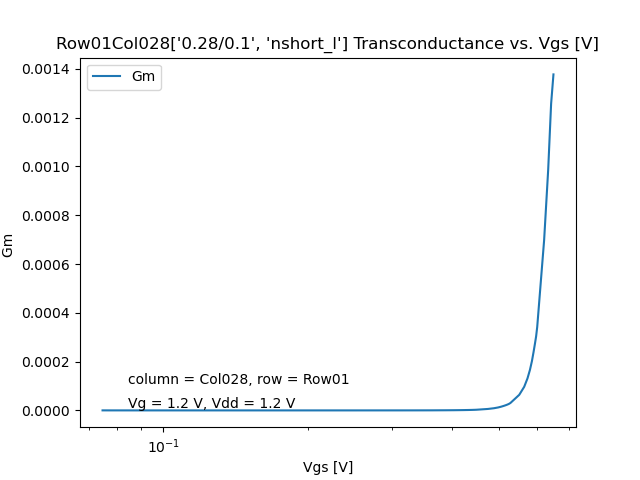 Row01Col028['0.28/0.1', 'nshort_l'] Transconductance vs. Vgs [V]
Gm
0.0014
0.0012
0.0010
0.0008
0.0006
0.0004
0.0002
0.0000
Gm
column = Col028, row = Row01
Vg = 1.2 V, Vdd = 1.2 V
10⁻¹
Vgs [V]